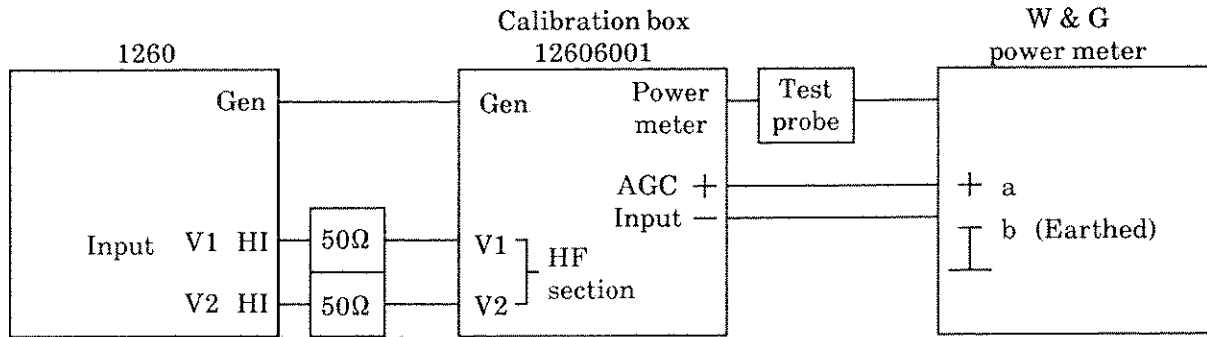 1260
Gen
Input V1 HI
V2 HI
50Ω
50Ω
Calibration box
12606001
Gen
Power
meter
AGC +
Input −
V1
V2
HF
section
Test
probe
W & G
power meter
+ a
b (Earthed)